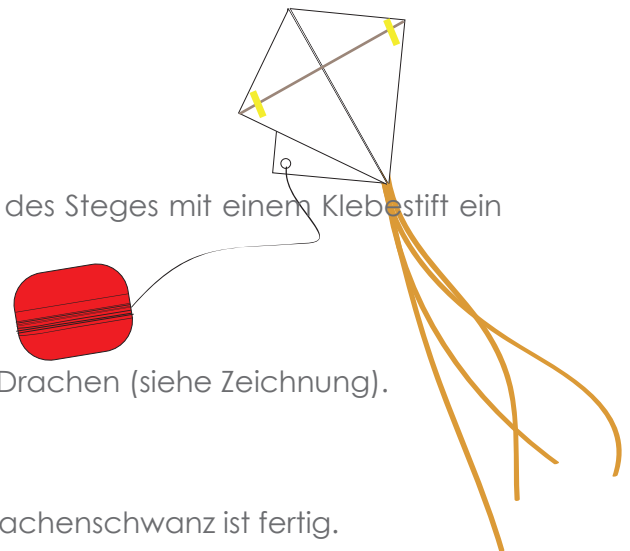 des Steges mit einem Klebestift ein
Drachen (siehe Zeichnung).
achenschwanz ist fertig.